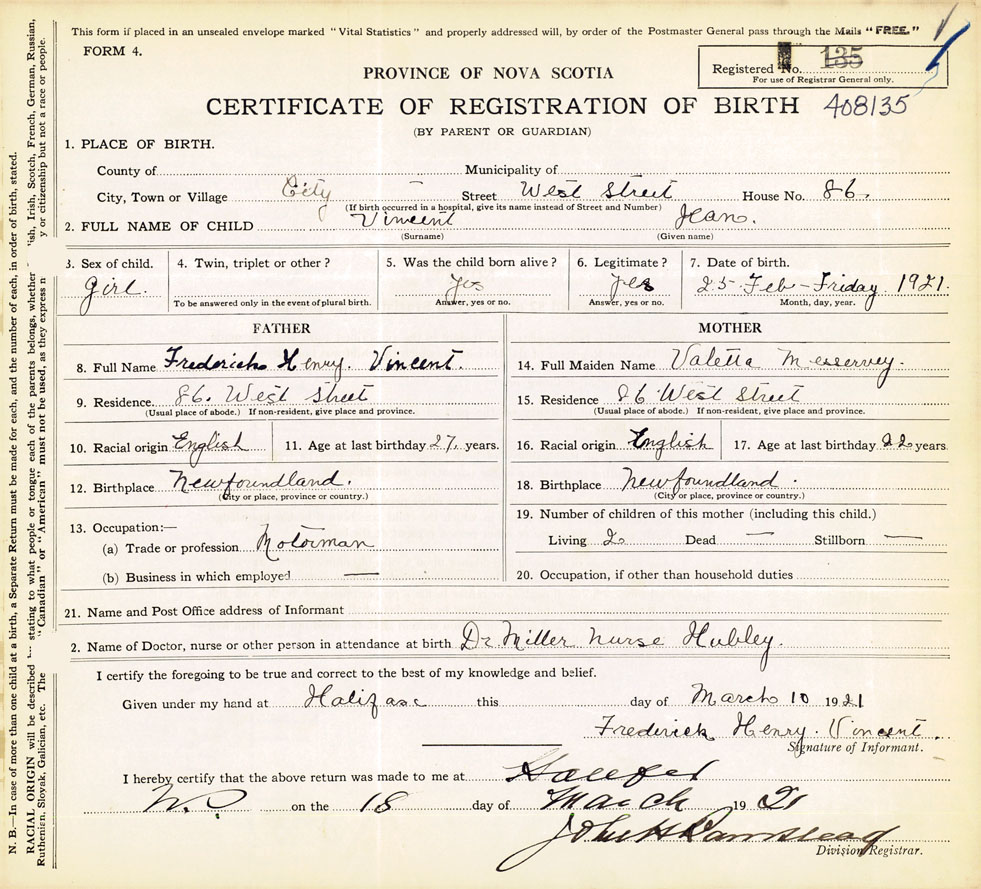 This form if placed in an unsealed envelope marked "Vital Statistics" and properly addressed will, by order of the Postmaster General pass through the Mails "FREE."
FORM 4.
Registered No. 135
For use of Registrar General only.
PROVINCE OF NOVA SCOTIA
CERTIFICATE OF REGISTRATION OF BIRTH 408135
(BY PARENT OR GUARDIAN)
1. PLACE OF BIRTH.
County of Municipality of
City, Town or Village City — Street West Street House No. 86.
(If birth occurred in a hospital, give its name instead of Street and Number)
2. FULL NAME OF CHILD Vincent Jean.
(Surname) (Given name)
3. Sex of child. 4. Twin, triplet or other? 5. Was the child born alive? 6. Legitimate? 7. Date of birth.
girl. Yes Yes 25 Feb - Friday 1921.
To be answered only in the event of plural birth. Answer, yes or no. Answer, yes or no. Month, day, year.
FATHER MOTHER
8. Full Name Frederick Henry. Vincent.
14. Full Maiden Name Valetta Messervey.
9. Residence. 86. West Street
15. Residence 86 West Street
(Usual place of abode.) If non-resident, give place and province.
(Usual place of abode.) If non-resident, give place and province.
10. Racial origin English 11. Age at last birthday 27. years.
16. Racial origin English 17. Age at last birthday 22 years
12. Birthplace Newfoundland.
18. Birthplace Newfoundland.
(City or place, province or country.)
(City or place, province or country.)
13. Occupation:—
(a) Trade or profession Motorman
(b) Business in which employed —
19. Number of children of this mother (including this child.)
Living 2 Dead — Stillborn —
20. Occupation, if other than household duties
21. Name and Post Office address of Informant
2. Name of Doctor, nurse or other person in attendance at birth Dr. Miller nurse Hubley.
I certify the foregoing to be true and correct to the best of my knowledge and belief.
Given under my hand at Halifax this day of March 10 1921
Frederick Henry. Vincent.
Signature of Informant.
I hereby certify that the above return was made to me at Halifax
N.S on the 18 day of March 1921
Division Registrar.
N. B.—In case of more than one child at a birth, a Separate Return must be made for each, and the number of each, in order of birth, stated.
RACIAL ORIGIN will be described stating to what people or tongue each of the parents belongs, whether ish, Irish, Scotch, French, German, Russian,
Ruthenian, Slovak, Galician, etc. The "Canadian" or "American" must not be used, as they express n y or citizenship but not a race or people.